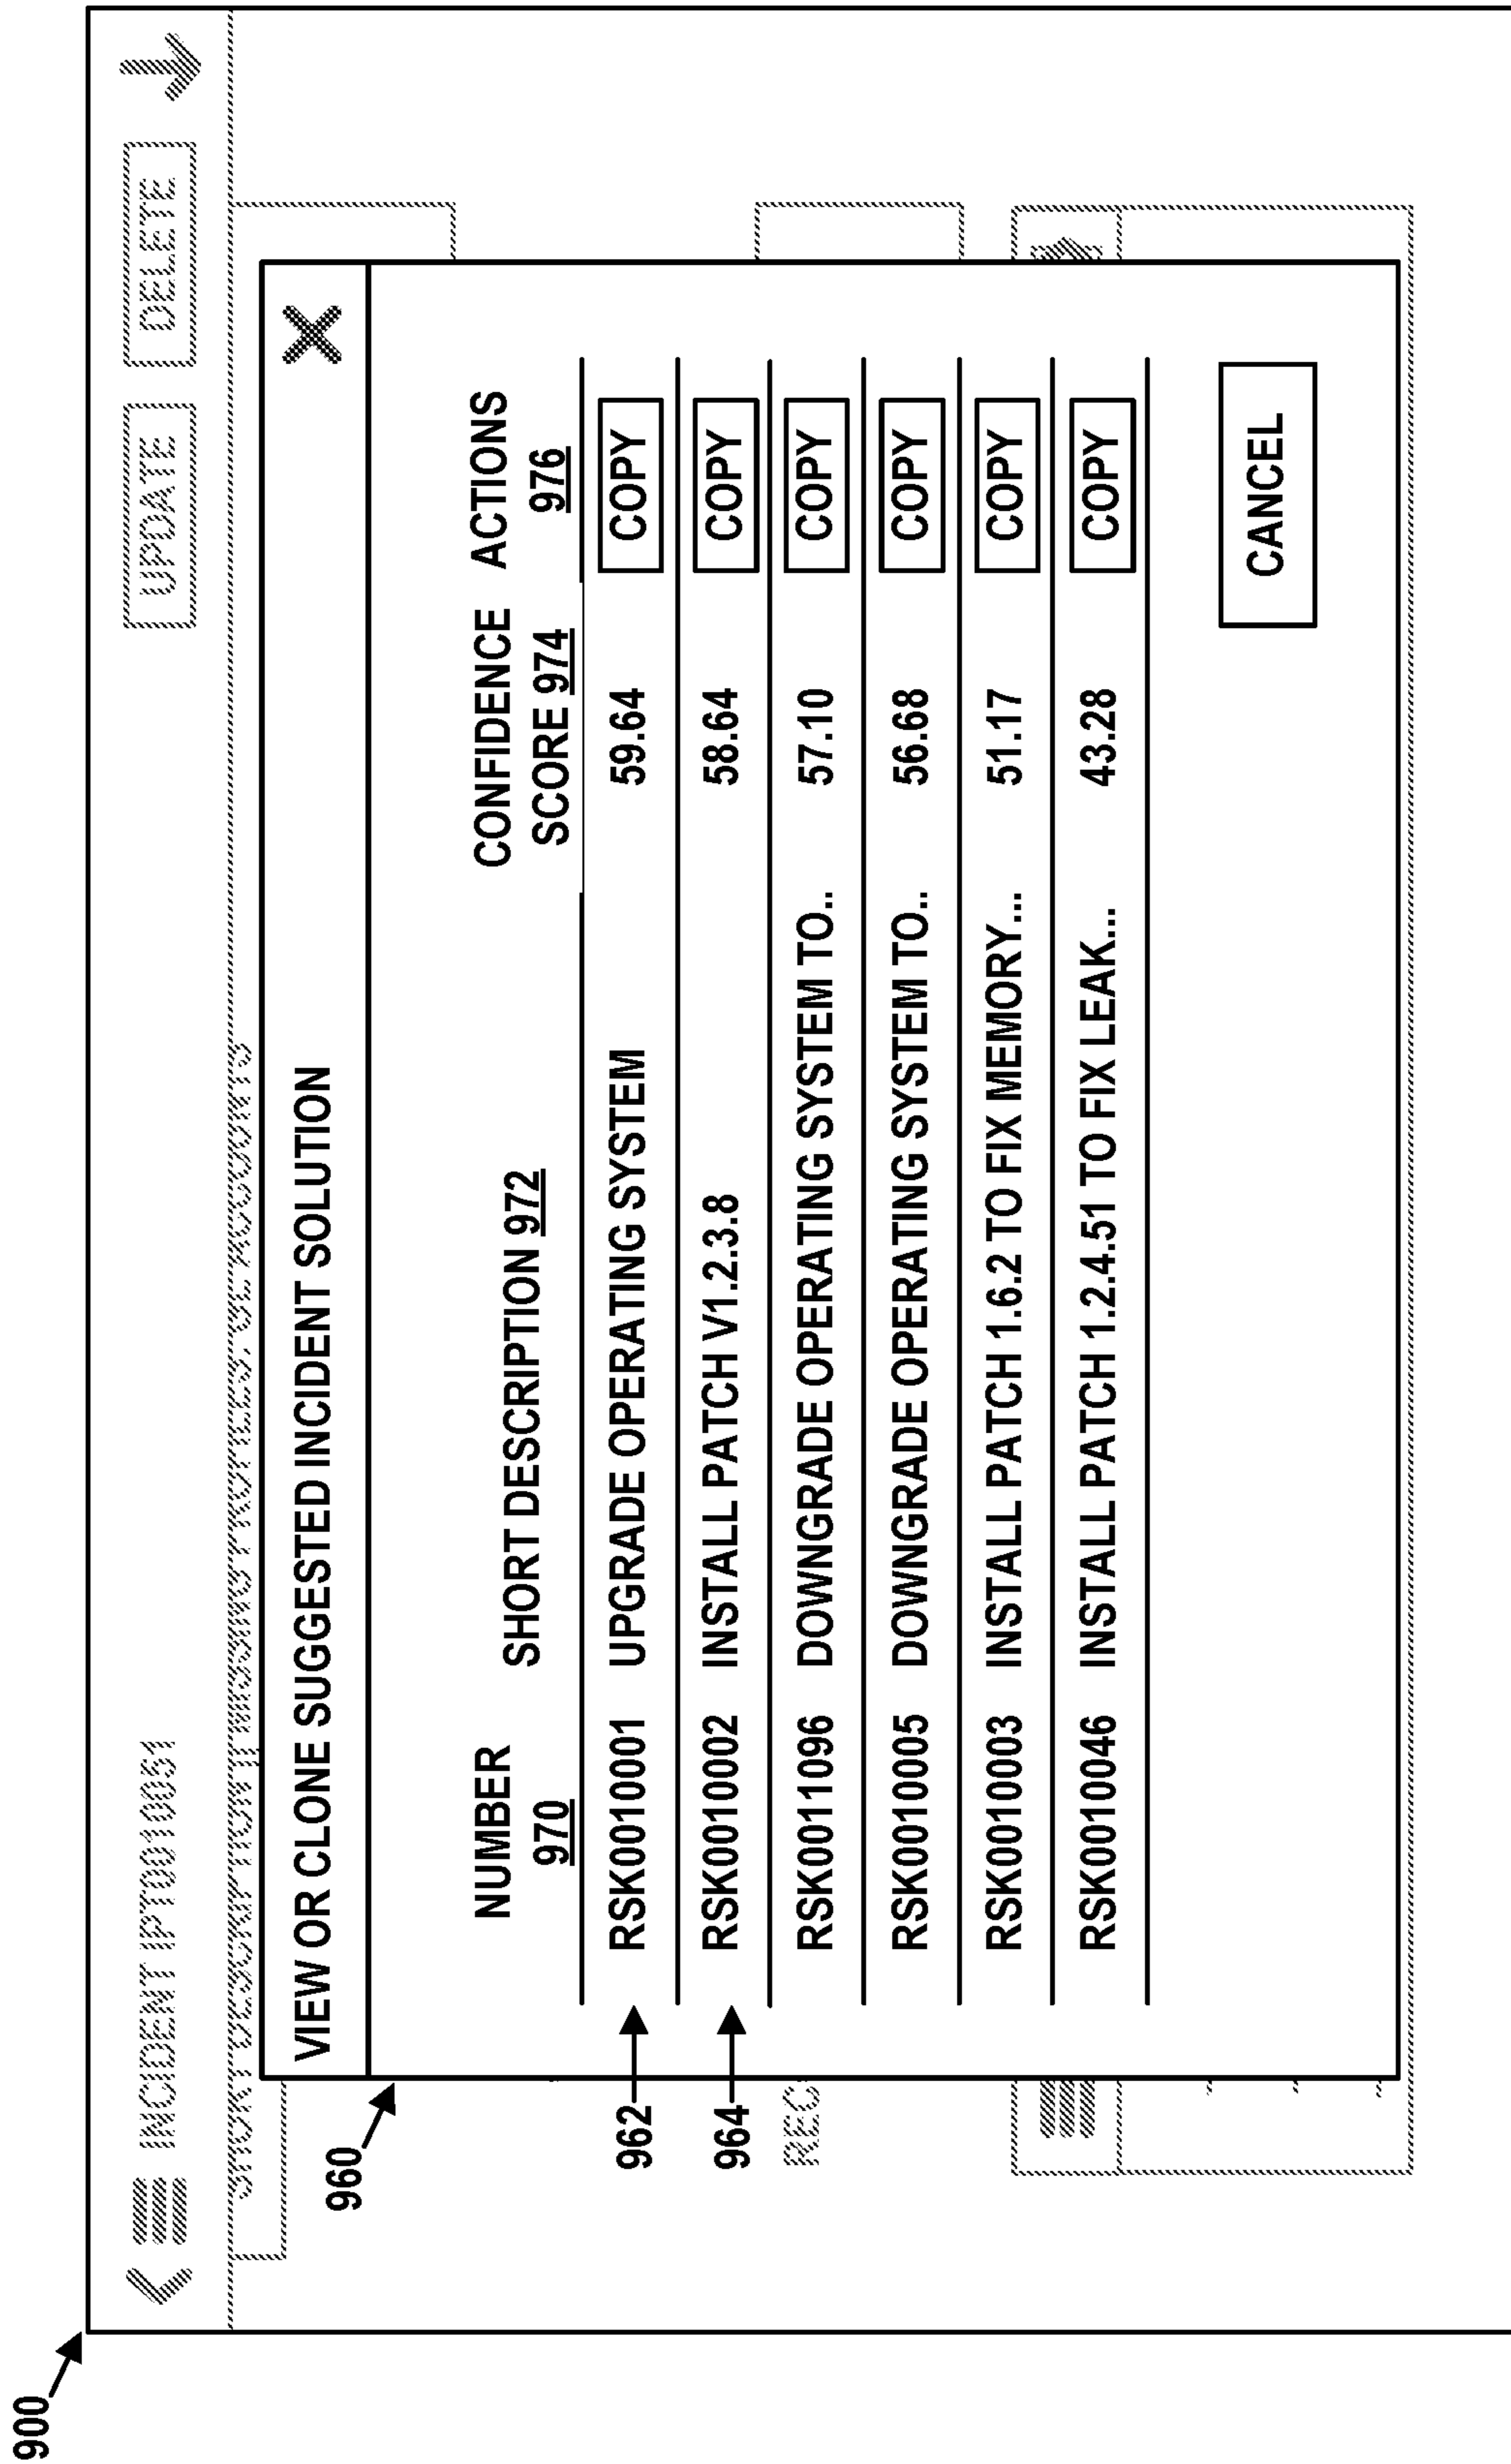 900
INCIDENT IPT0010061
UPDATE
DELETE
960
VIEW OR CLONE SUGGESTED INCIDENT SOLUTION
NUMBER 970
SHORT DESCRIPTION 972
CONFIDENCE SCORE 974
ACTIONS 976
962
RSK0010001 UPGRADE OPERATING SYSTEM 59.64 COPY
964
RSK0010002 INSTALL PATCH V1.2.3.8 58.64 COPY
REC
RSK0011096 DOWNGRADE OPERATING SYSTEM TO.. 57.10 COPY
RSK0010005 DOWNGRADE OPERATING SYSTEM TO.. 56.68 COPY
RSK0010003 INSTALL PATCH 1.6.2 TO FIX MEMORY... 51.17 COPY
RSK0010046 INSTALL PATCH 1.2.4.51 TO FIX LEAK... 43.28 COPY
CANCEL